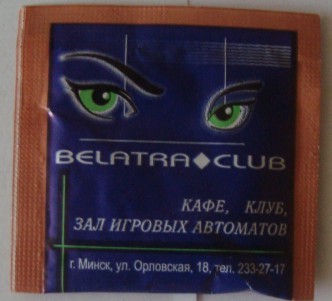 BELATRA◆CLUB
КАФЕ, КЛУБ,
ЗАЛ ИГРОВЫХ АВТОМАТОВ
г. Минск, ул. Орловская, 18, тел. 233-27-17